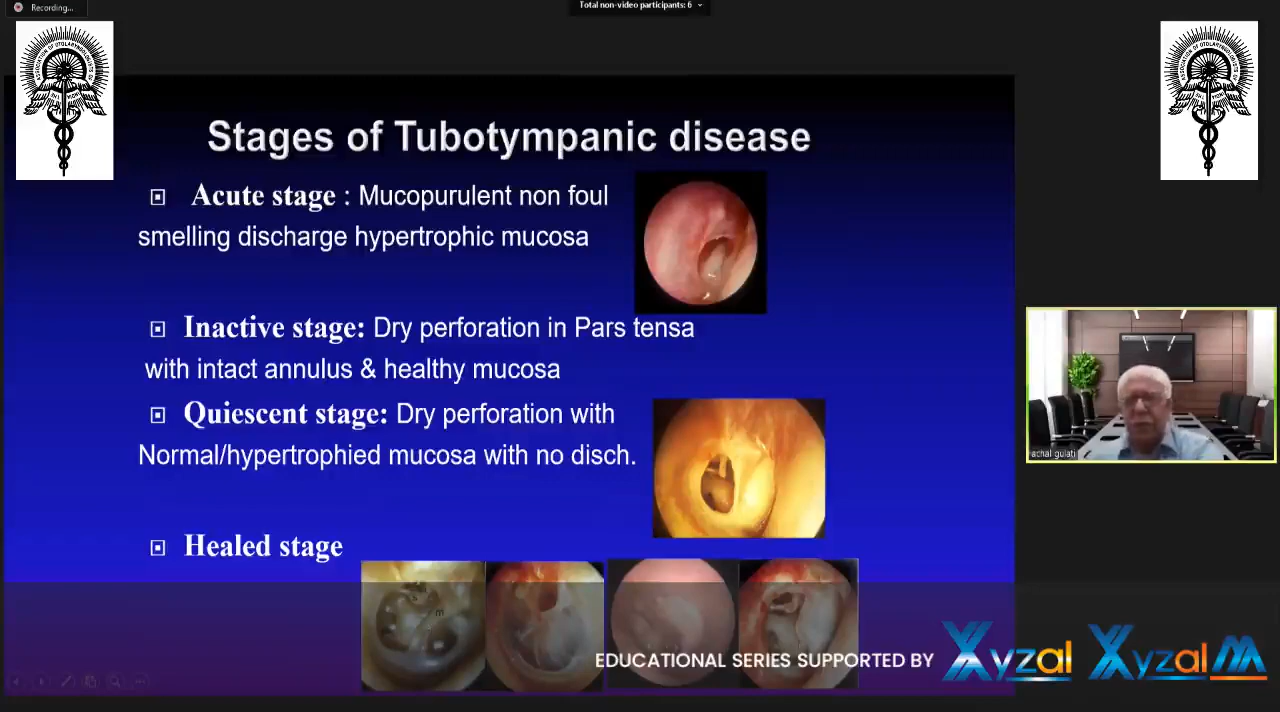 Recording...
Total non-video participants: 6
Stages of Tubotympanic disease
Acute stage : Mucopurulent non foul
smelling discharge hypertrophic mucosa
Inactive stage: Dry perforation in Pars tensa
with intact annulus & healthy mucosa
Quiescent stage: Dry perforation with
Normal/hypertrophied mucosa with no disch.
achal gulati
Healed stage
m
EDUCATIONAL SERIES SUPPORTED BY
Xyzal
Xyzal M